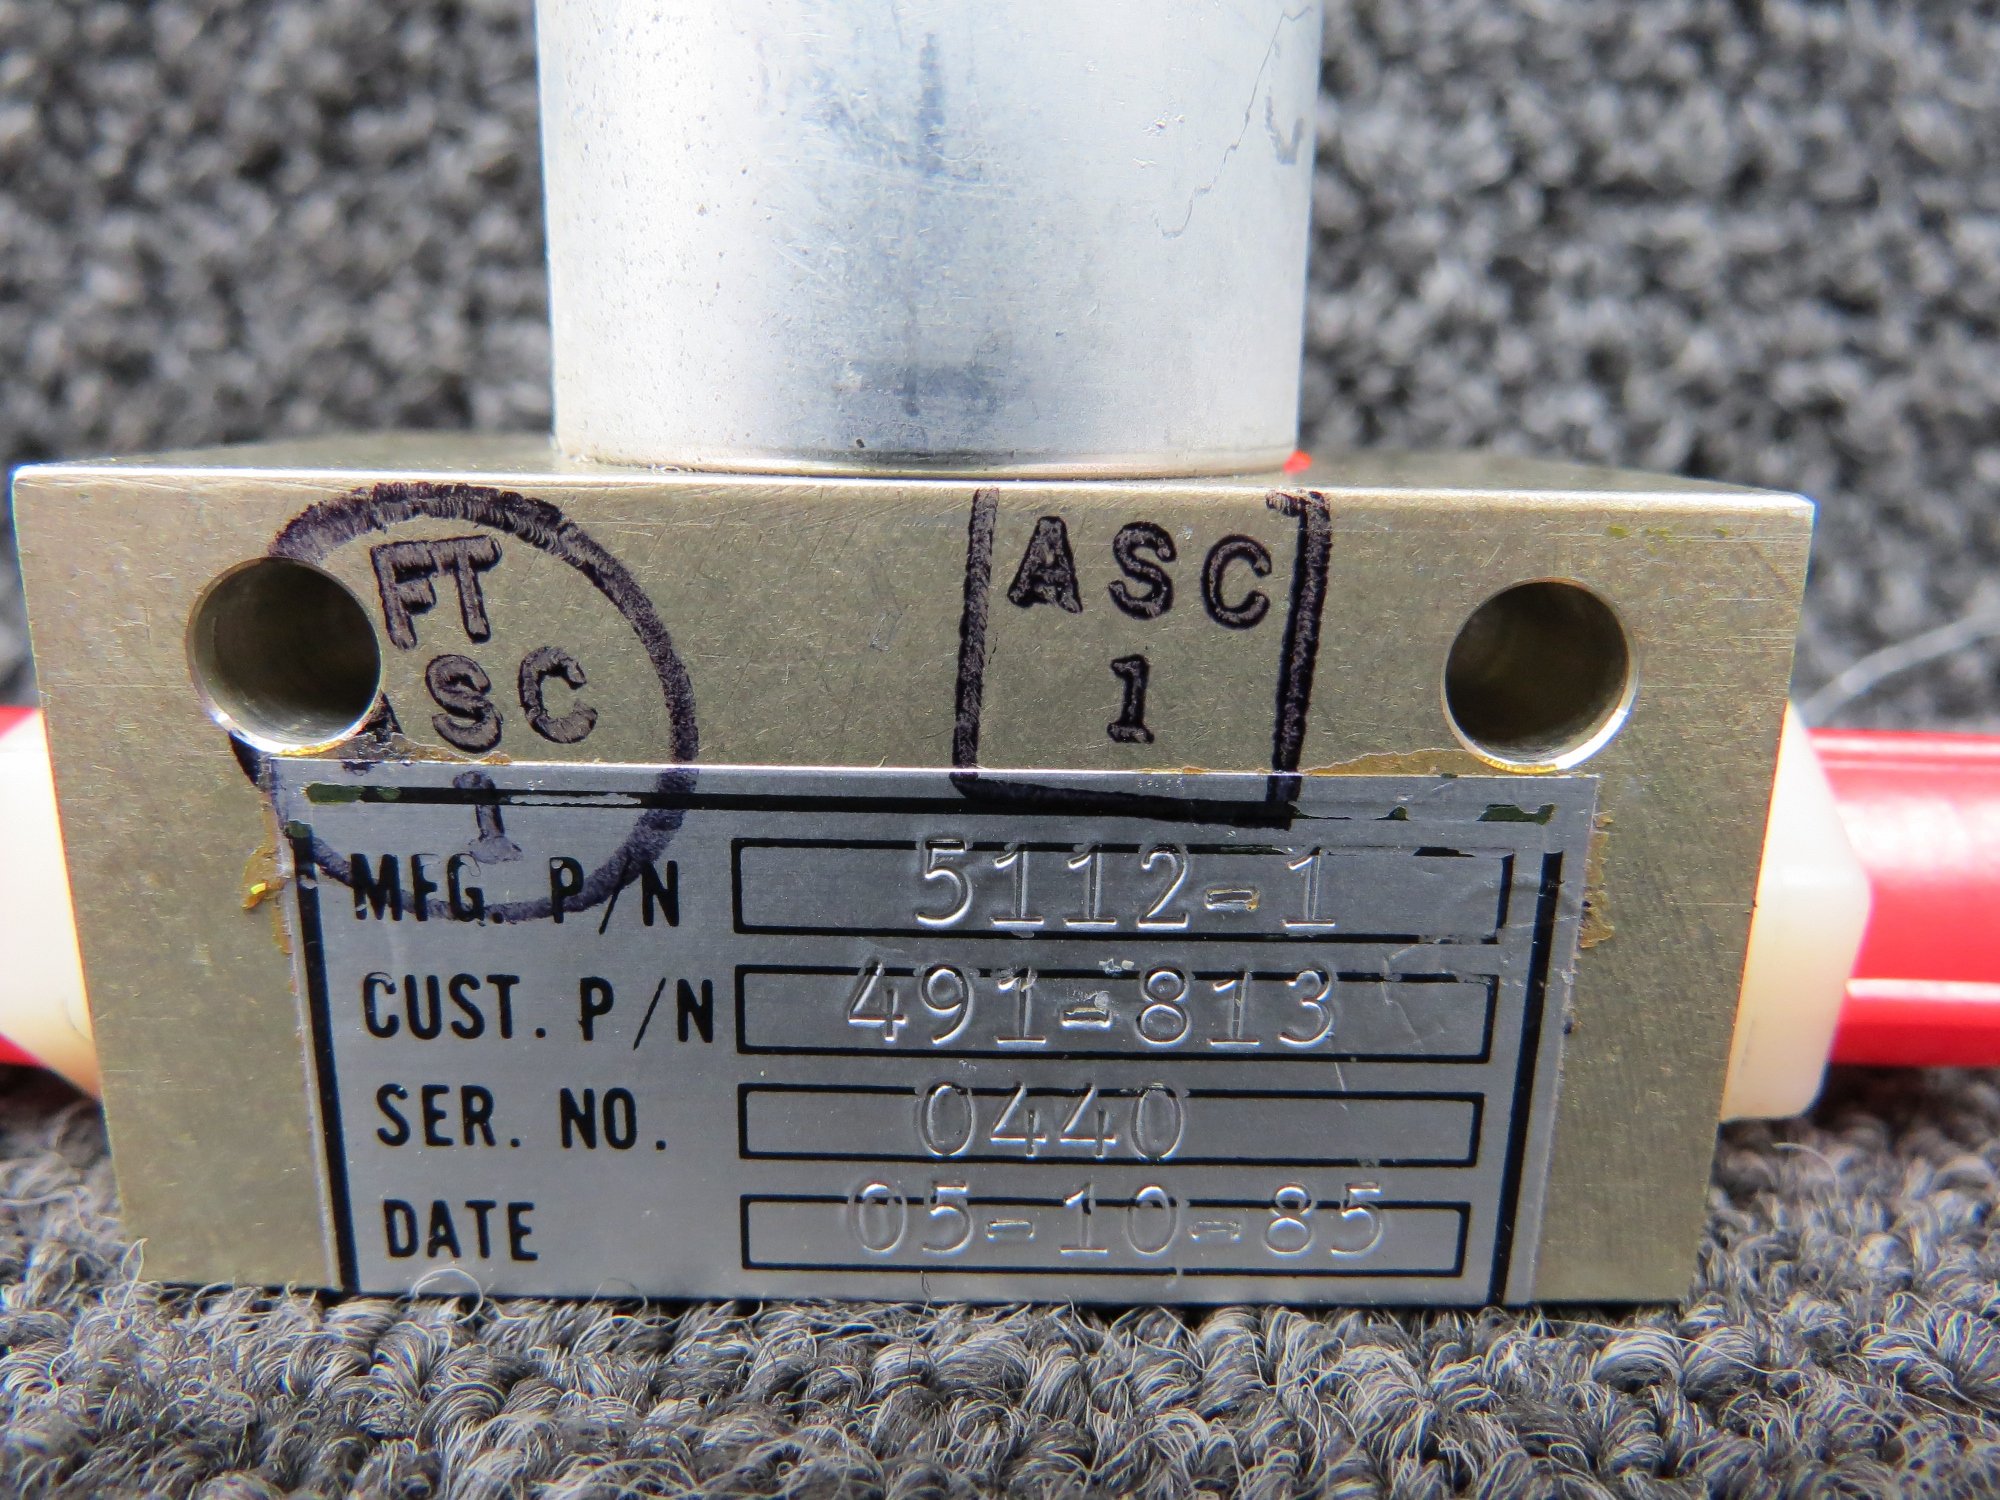 FT
SC
1
ASC
1
MFG. P/N 5112-1
CUST. P/N 491-813
SER. NO. 0440
DATE 05-10-85